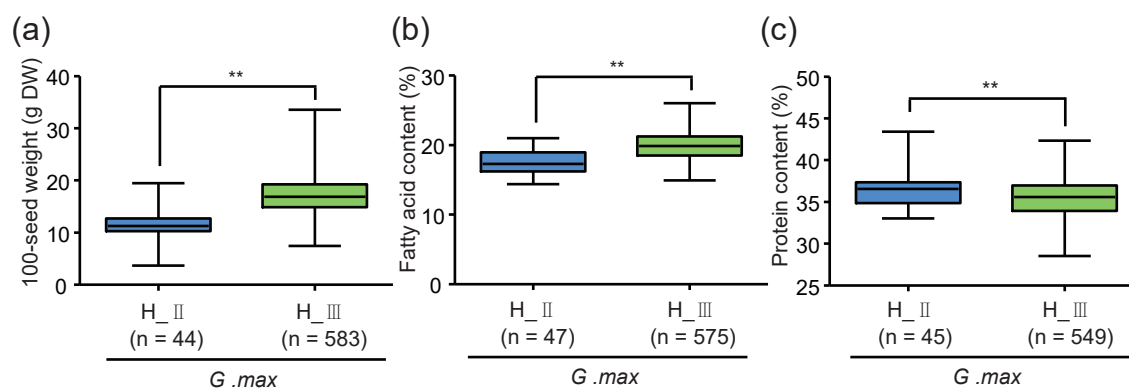 (a)
100-seed weight (g DW)
40
30
20
10
0
**
H_Ⅱ
(n = 44)
H_Ⅲ
(n = 583)
G .max
(b)
Fatty acid content (%)
30
20
10
0
**
H_Ⅱ
(n = 47)
H_Ⅲ
(n = 575)
G .max
(c)
Protein content (%)
50
45
40
35
30
25
**
H_Ⅱ
(n = 45)
H_Ⅲ
(n = 549)
G .max